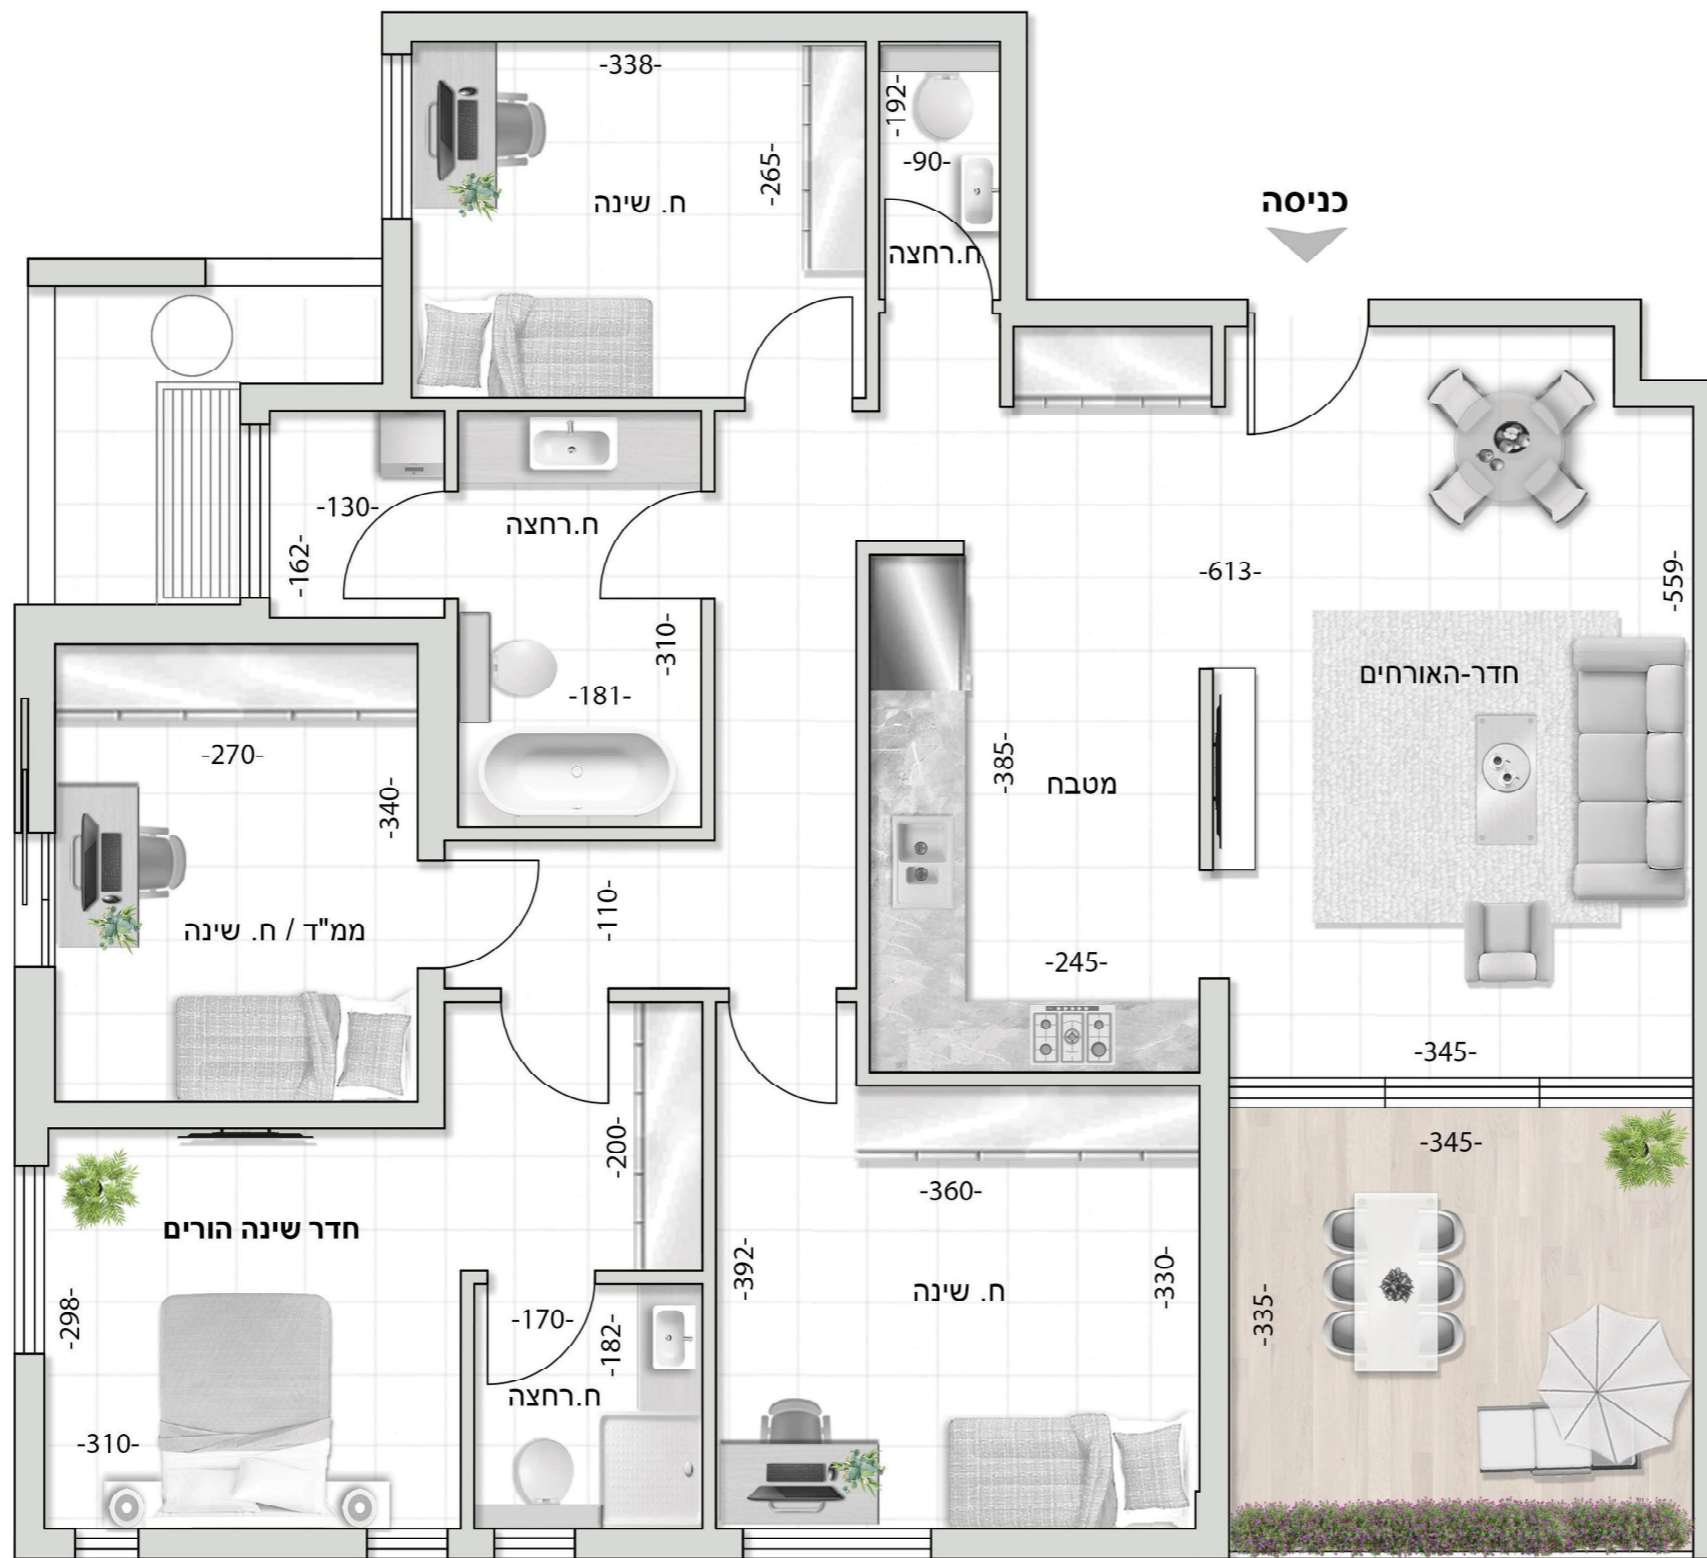 -338-
-192-
-90-
-265-
ח. שינה
כניסה
ח.רחצה
-130-
ח.רחצה
-162-
-613-
-559-
-310-
חדר-האורחים
-181-
-270-
-385-
מטבח
-340-
-110-
ממ"ד / ח. שינה
-245-
-345-
-200-
-345-
-360-
חדר שינה הורים
-392-
-330-
ח. שינה
-298-
-170-
-182-
-335-
ח.רחצה
-310-